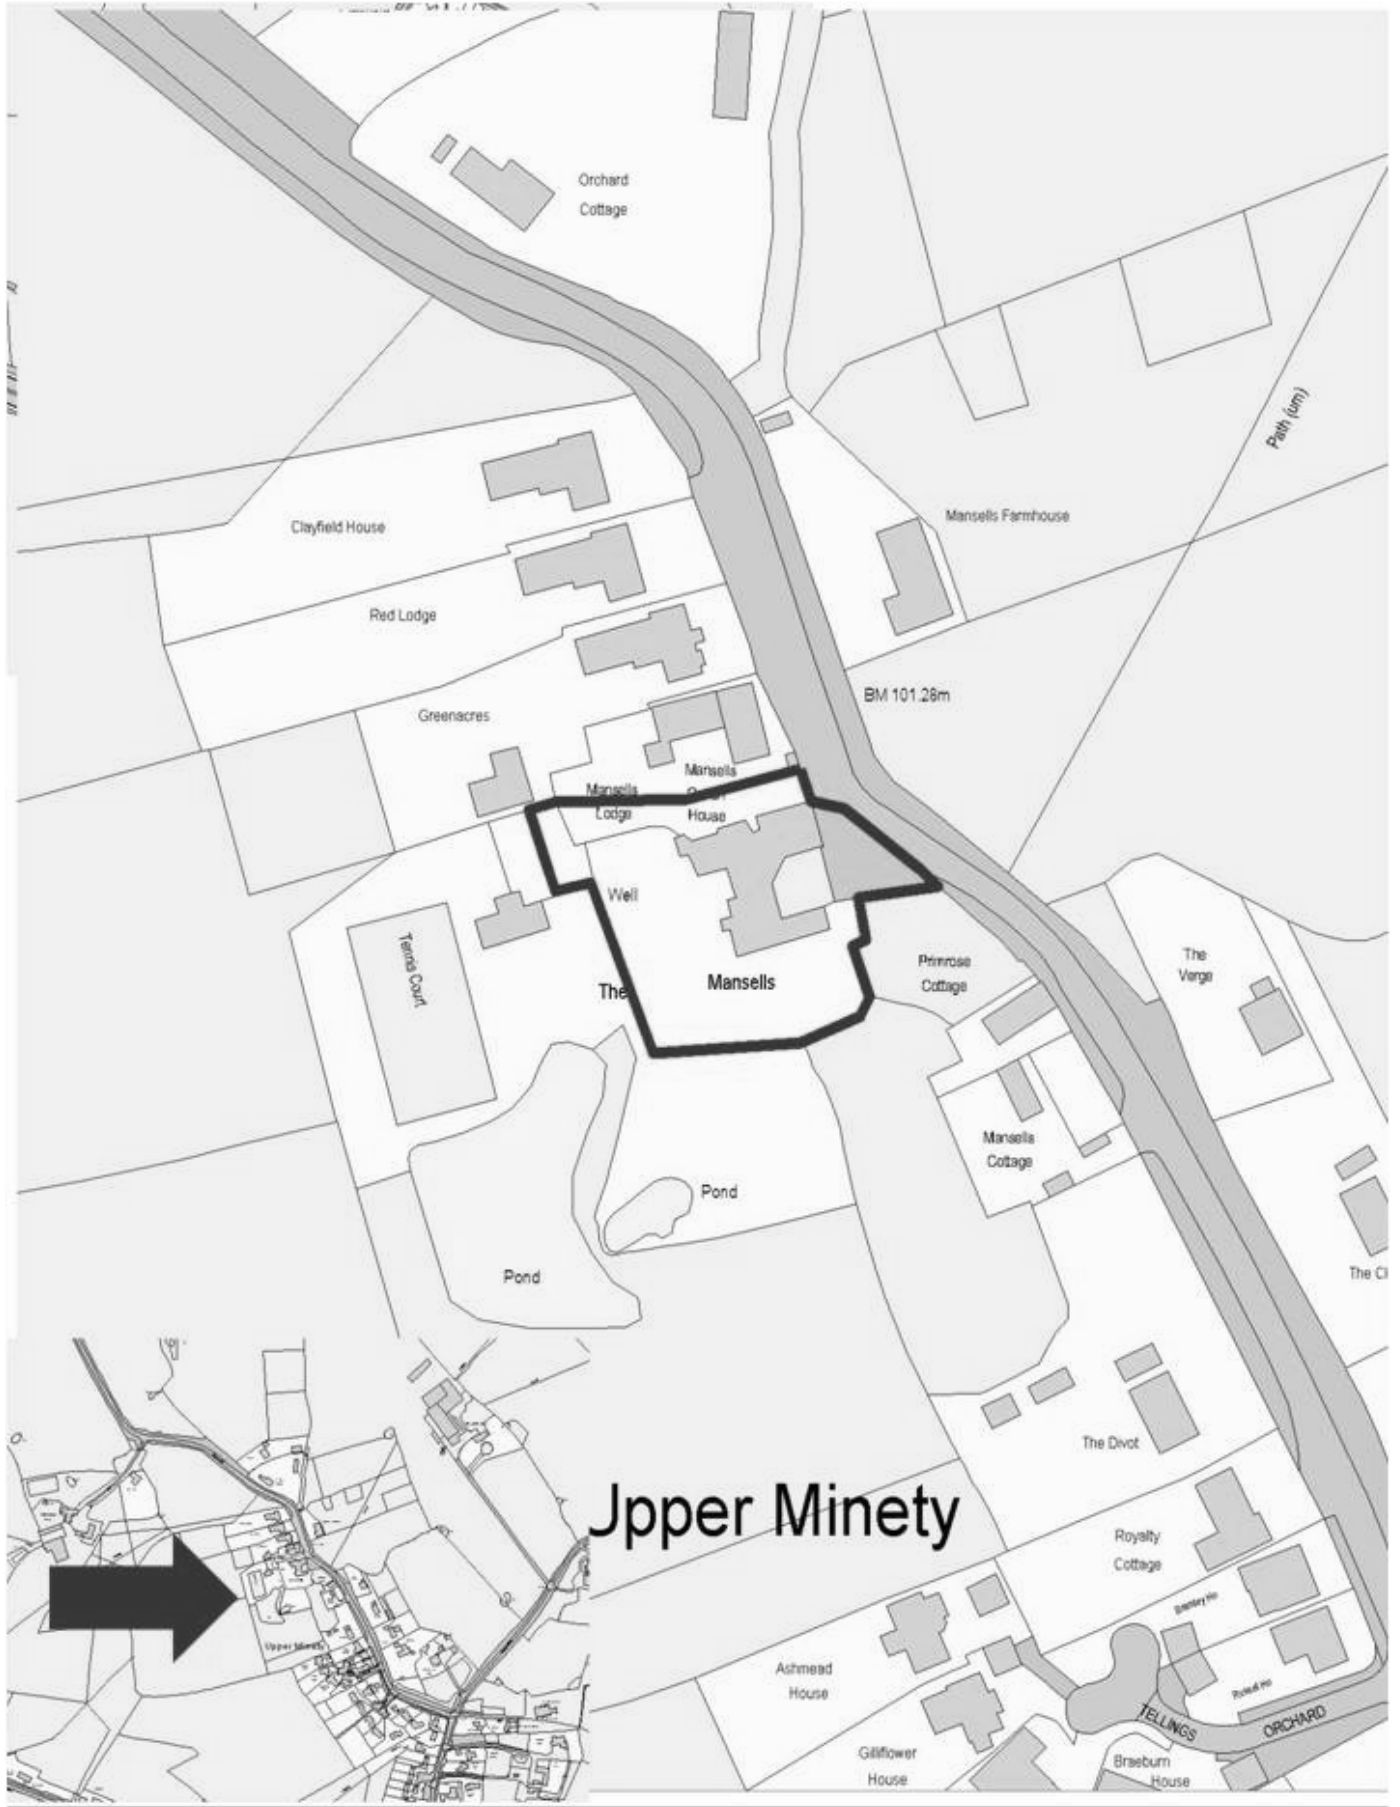 Orchard
Cottage
Path (um)
Clayfield House
Mansells Farmhouse
Red Lodge
BM 101.28m
Greenacres
Mansells
Mansells
Lodge
House
Well
Tennis Court
The
Mansells
Primrose
Cottage
The
Verge
Mansells
Cottage
Pond
Pond
The Cl
The Divot
Jpper Minety
Royalty
Cottage
Upper Minety
Ashmead
House
TELLINGS
ORCHARD
Gilliflower
House
Braeburn
House